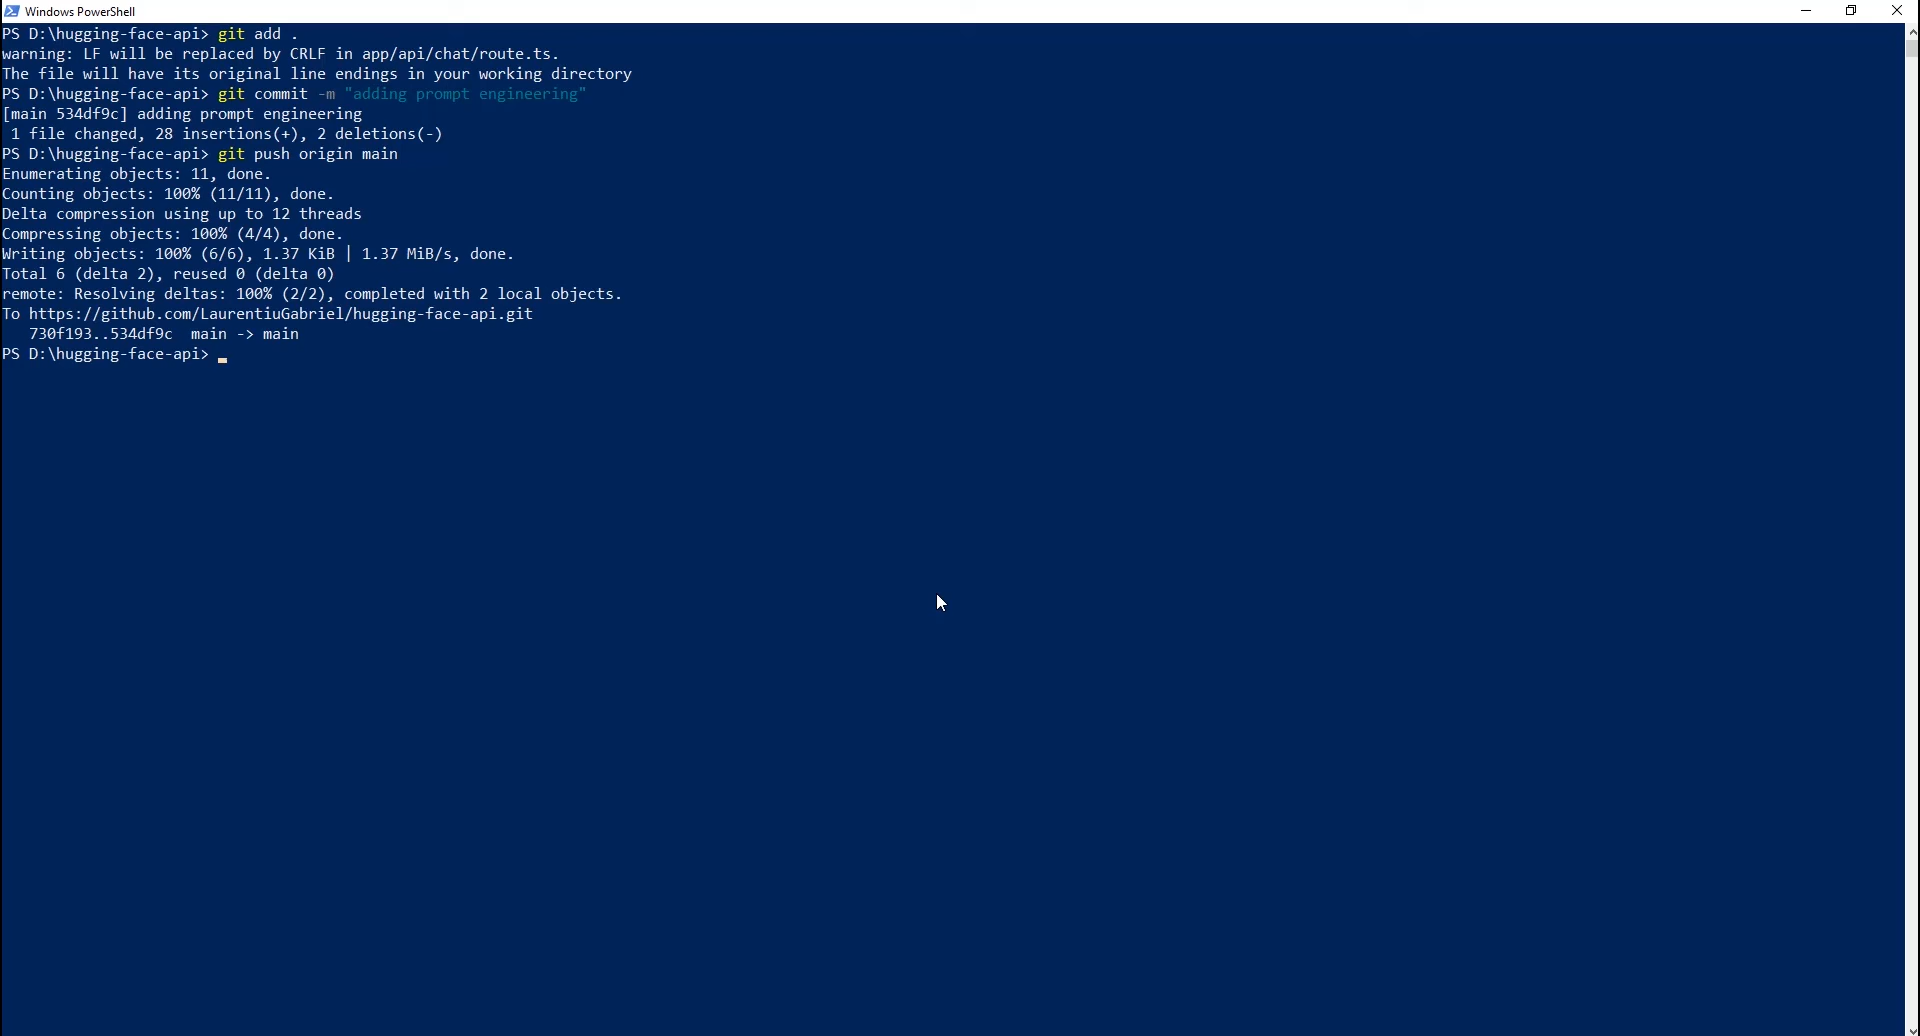 Windows PowerShell
PS D:\hugging-face-api> git add .
warning: LF will be replaced by CRLF in app/api/chat/route.ts.
The file will have its original line endings in your working directory
PS D:\hugging-face-api> git commit -m "adding prompt engineering"
[main 534df9c] adding prompt engineering
 1 file changed, 28 insertions(+), 2 deletions(-)
PS D:\hugging-face-api> git push origin main
Enumerating objects: 11, done.
Counting objects: 100% (11/11), done.
Delta compression using up to 12 threads
Compressing objects: 100% (4/4), done.
Writing objects: 100% (6/6), 1.37 KiB | 1.37 MiB/s, done.
Total 6 (delta 2), reused 0 (delta 0)
remote: Resolving deltas: 100% (2/2), completed with 2 local objects.
To https://github.com/LaurentiuGabriel/hugging-face-api.git
   730f193..534df9c  main -> main
PS D:\hugging-face-api>